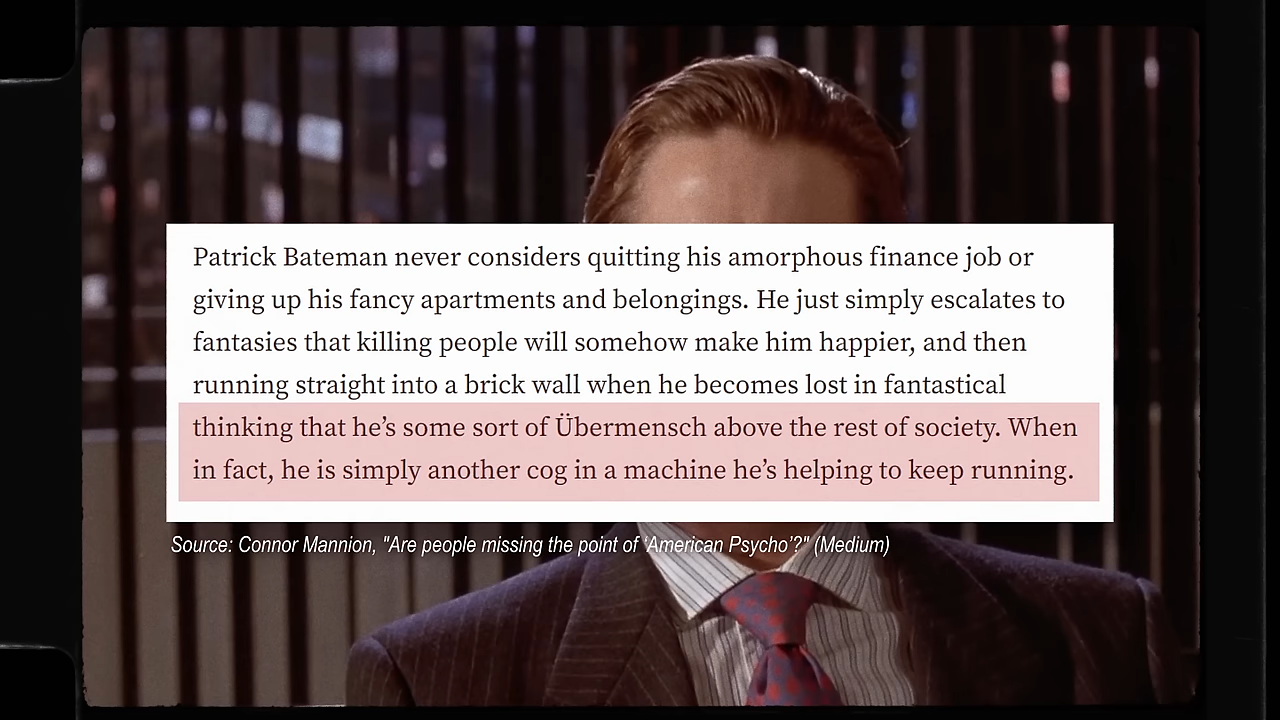 Patrick Bateman never considers quitting his amorphous finance job or
giving up his fancy apartments and belongings. He just simply escalates to
fantasies that killing people will somehow make him happier, and then
running straight into a brick wall when he becomes lost in fantastical
thinking that he’s some sort of Übermensch above the rest of society. When
in fact, he is simply another cog in a machine he’s helping to keep running.
Source: Connor Mannion, "Are people missing the point of ‘American Psycho’?" (Medium)